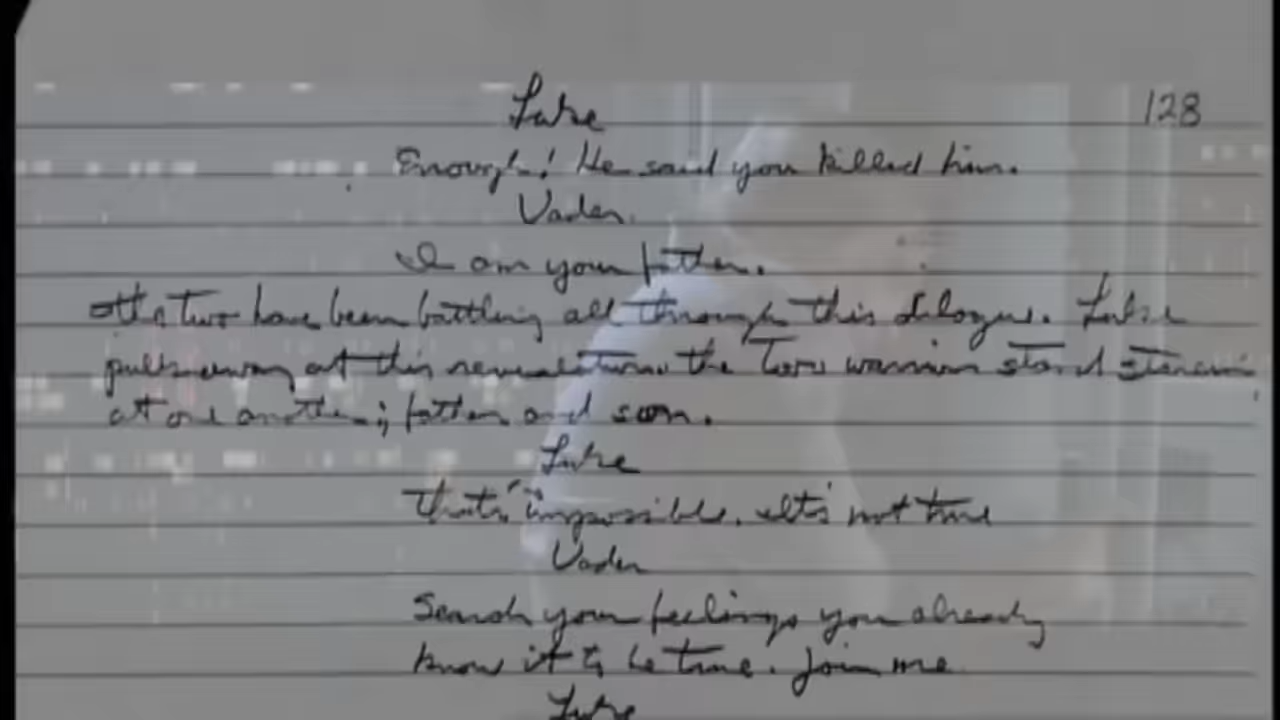 128
Luke
Enough! He said you killed him.
Vader.
I am your father.
the two have been battling all through this dilogue. Luke
pulls away at this revealation. the two warriors stand staring
at one another; father and son.
Luke
that's impossible. It's not true
Vader
Search your feelings you already
know it to be true. Join me
Luke